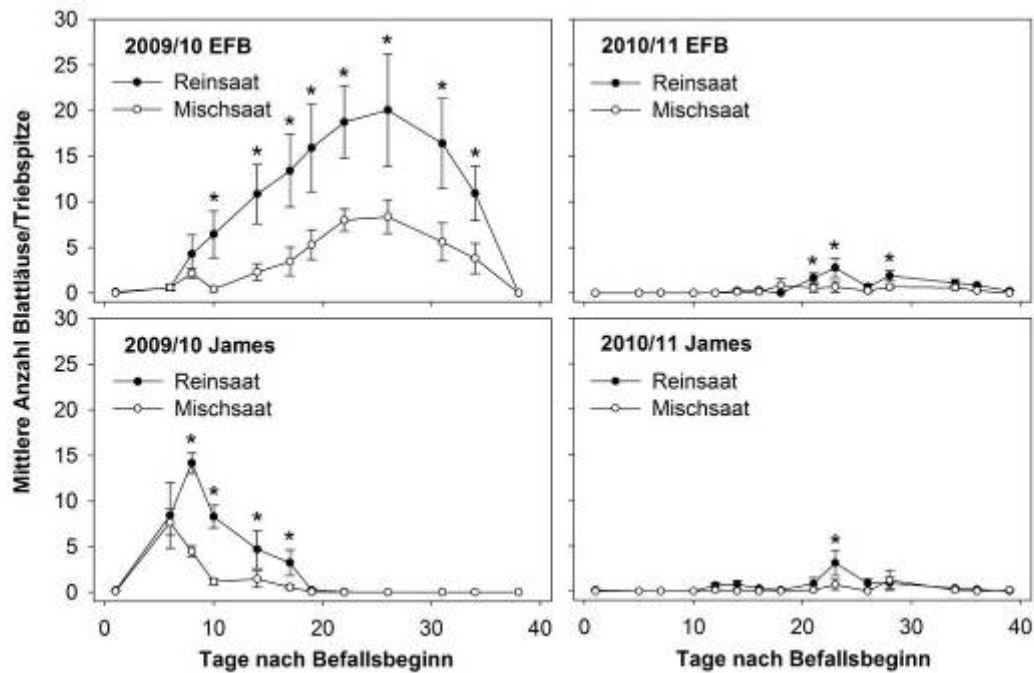 Mittlere Anzahl Blattläuse/Triebspitze
30
25
20
15
10
5
0
2009/10 EFB
Reinsaat
Mischsaat
* * * * * * * * *
2010/11 EFB
Reinsaat
Mischsaat
* * *
30
25
20
15
10
5
0
2009/10 James
Reinsaat
Mischsaat
* * * *
2010/11 James
Reinsaat
Mischsaat
*
0 10 20 30 40
0 10 20 30 40
Tage nach Befallsbeginn
Tage nach Befallsbeginn